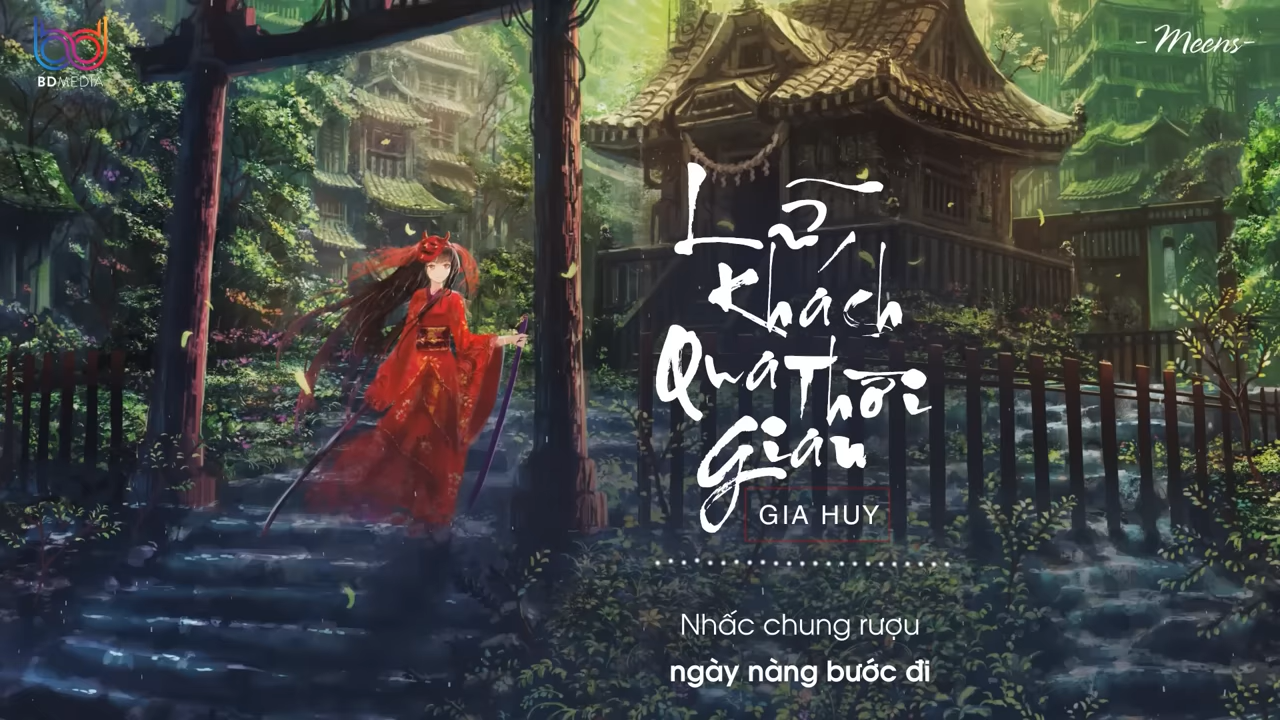 BDMEDIA
-Meens-
Lữ
Khách
Qua Thời
Gian
GIA HUY
Nhấc chung rượu
ngày nàng bước đi